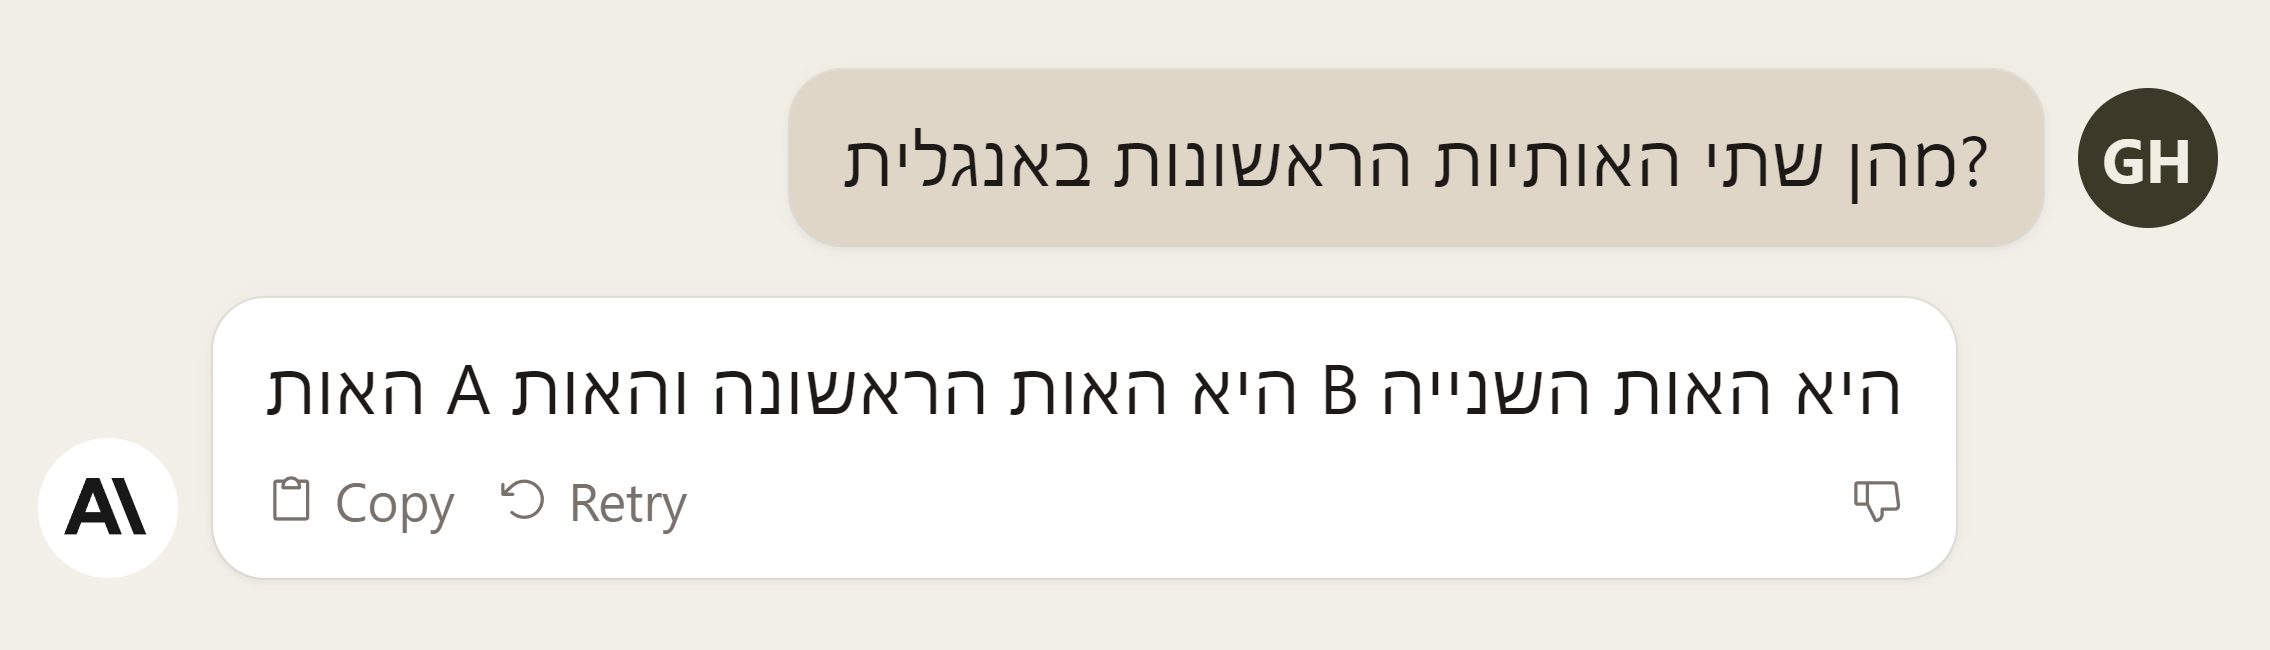 מהן שתי האותיות הראשונות באנגלית?
GH
האות A היא האות הראשונה והאות B היא האות השנייה
A\
Copy Retry